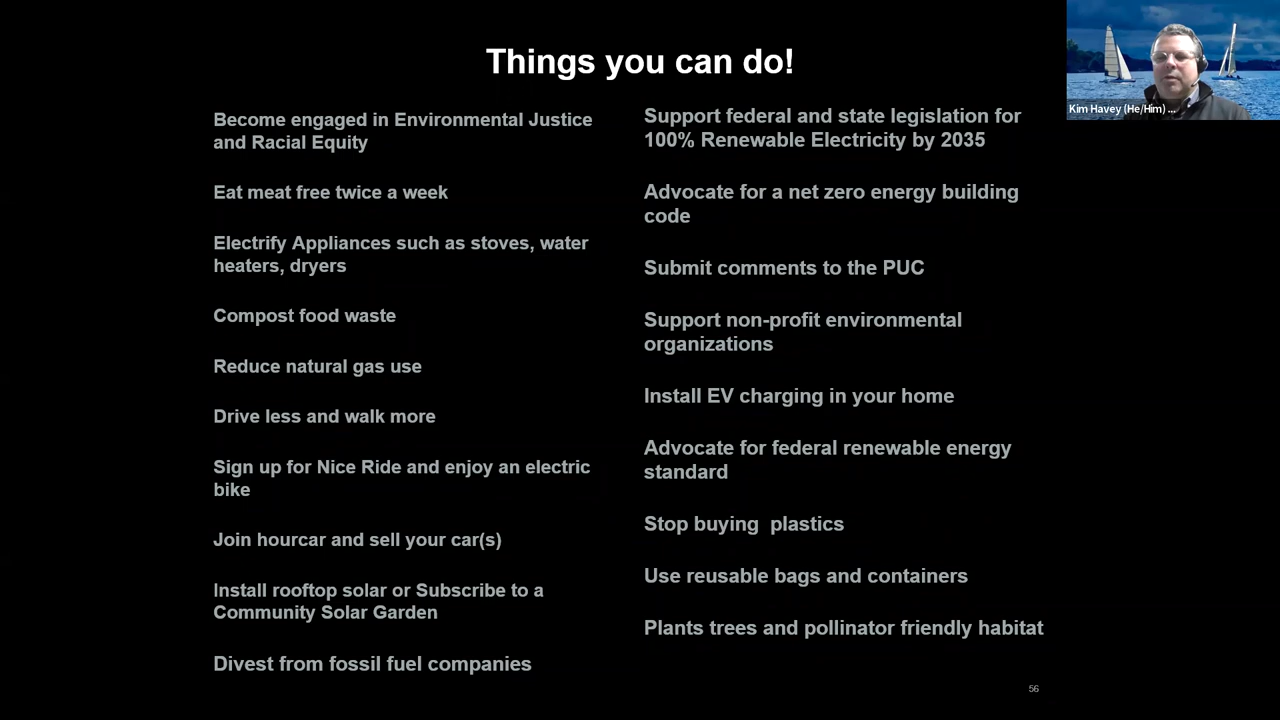 Things you can do!
Become engaged in Environmental Justice
and Racial Equity
Eat meat free twice a week
Electrify Appliances such as stoves, water
heaters, dryers
Compost food waste
Reduce natural gas use
Drive less and walk more
Sign up for Nice Ride and enjoy an electric
bike
Join hourcar and sell your car(s)
Install rooftop solar or Subscribe to a
Community Solar Garden
Divest from fossil fuel companies
Support federal and state legislation for
100% Renewable Electricity by 2035
Advocate for a net zero energy building
code
Submit comments to the PUC
Support non-profit environmental
organizations
Install EV charging in your home
Advocate for federal renewable energy
standard
Stop buying  plastics
Use reusable bags and containers
Plants trees and pollinator friendly habitat
56
Kim Havey (He/Him) ...